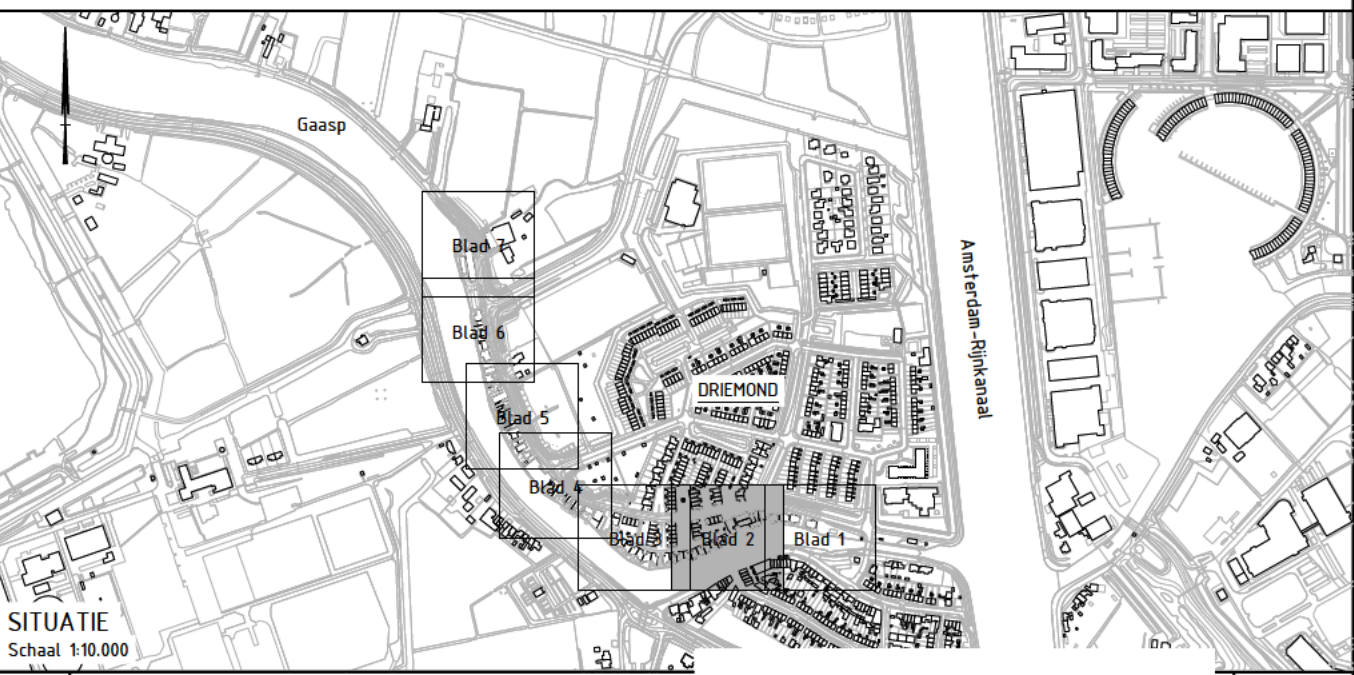 Gaasp
Blad 7
Amsterdam-Rijnkanaal
Blad 6
DRIEMOND
Blad 5
Blad 4
Blad 3
Blad 2
Blad 1
SITUATIE
Schaal 1:10.000